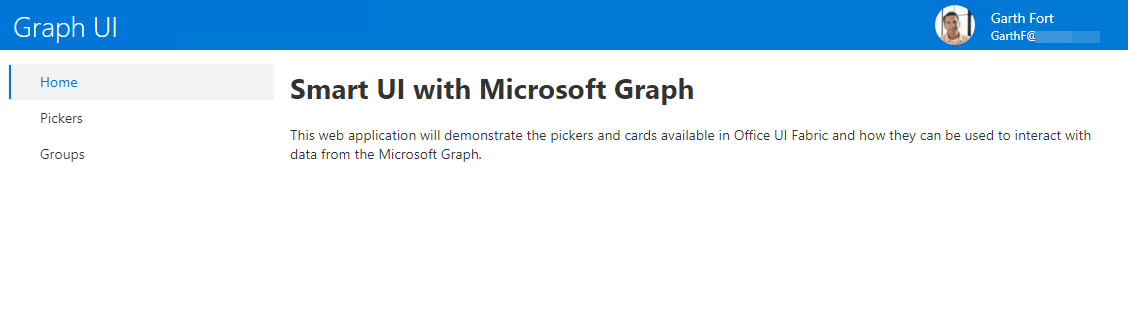 Graph UI
Garth Fort
GarthF@
Home
Pickers
Groups
Smart UI with Microsoft Graph
This web application will demonstrate the pickers and cards available in Office UI Fabric and how they can be used to interact with
data from the Microsoft Graph.